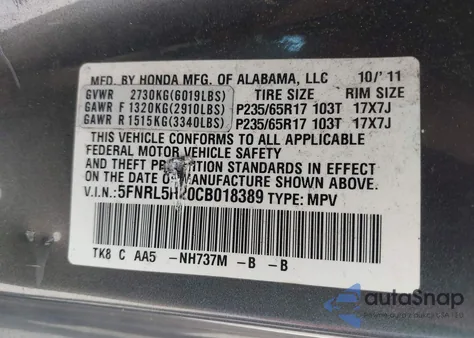 MFD. BY HONDA MFG. OF ALABAMA, LLC 10/'11
GVWR 2730KG(6019LBS) TIRE SIZE RIM SIZE
GAWR F 1320KG(2910LBS) P235/65R17 103T 17X7J
GAWR R 1515KG(3340LBS) P235/65R17 103T 17X7J
THIS VEHICLE CONFORMS TO ALL APPLICABLE
FEDERAL MOTOR VEHICLE SAFETY
AND THEFT PREVENTION STANDARDS IN EFFECT
ON THE DATE OF MANUFACTURE SHOWN ABOVE.
V.I.N.: TYPE: MPV
TK8 C AA5 -NH737M -B -B
autoSnap